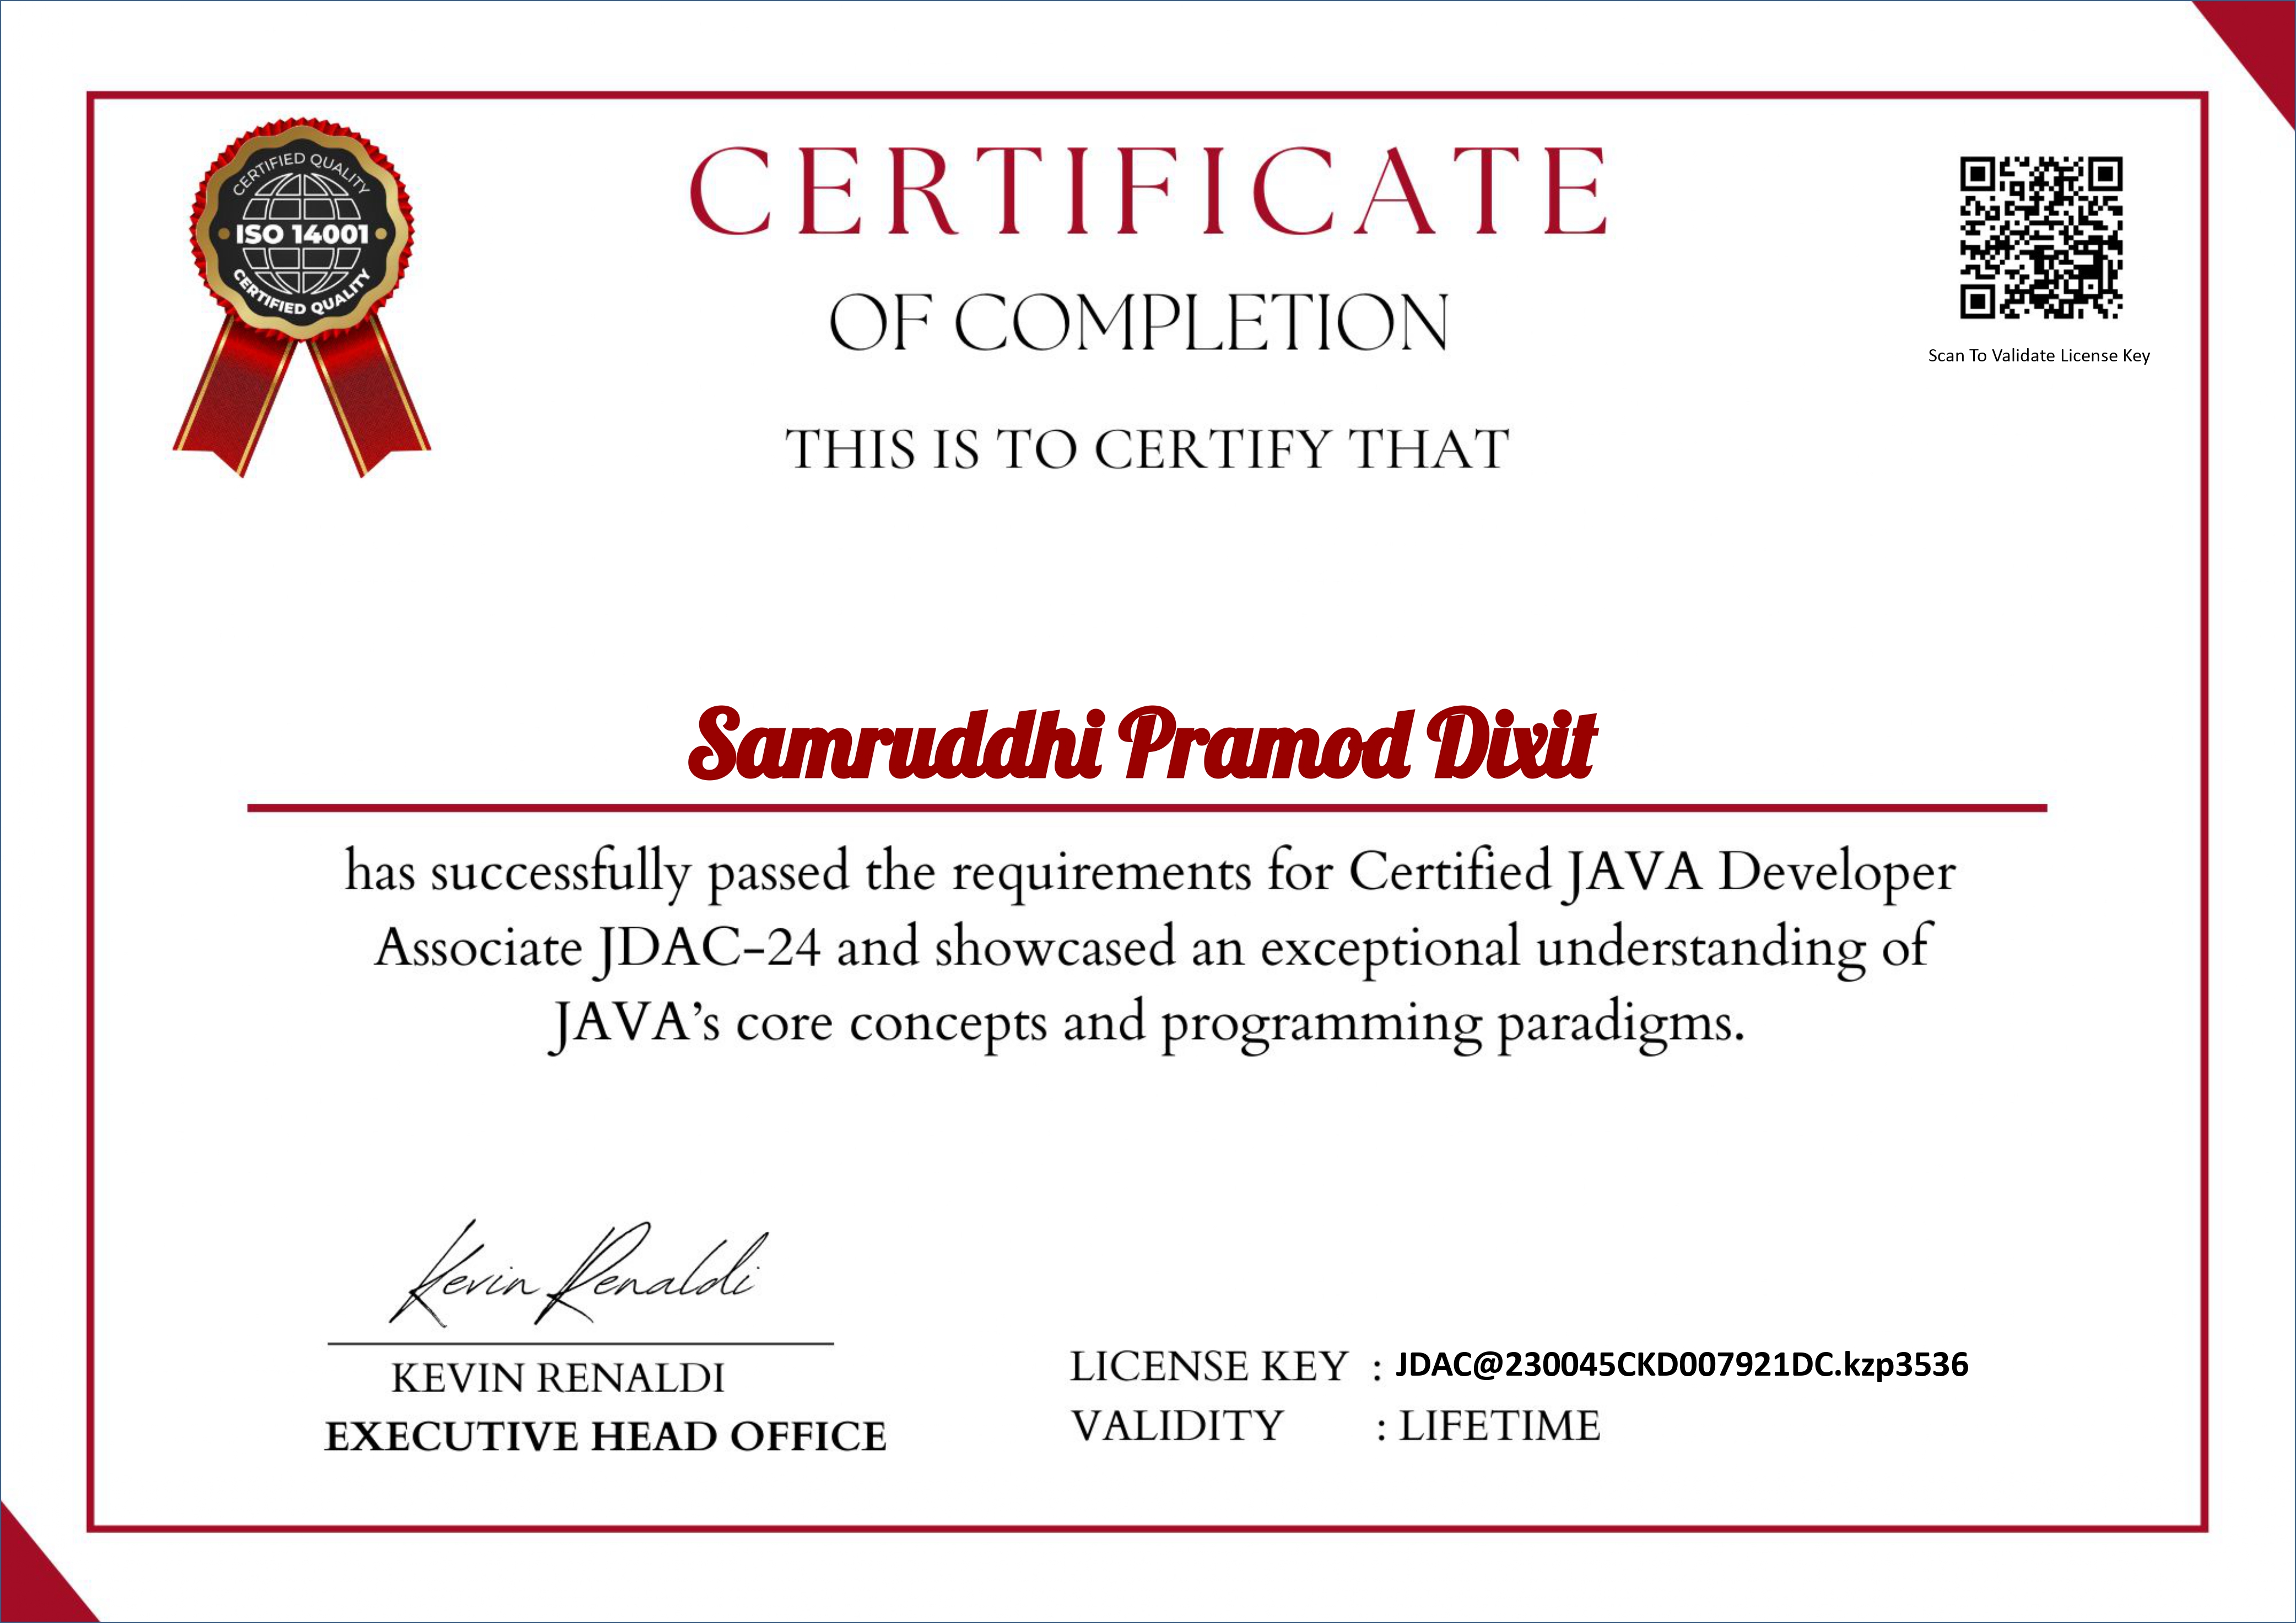 CERTIFIED QUALITY
ISO 14001
CERTIFIED QUALITY
CERTIFICATE
OF COMPLETION
THIS IS TO CERTIFY THAT
Scan To Validate License Key
Samruddhi Pramod Dixit
has successfully passed the requirements for Certified JAVA Developer
Associate JDAC-24 and showcased an exceptional understanding of
JAVA's core concepts and programming paradigms.
Kevin Renaldi
KEVIN RENALDI
EXECUTIVE HEAD OFFICE
LICENSE KEY : JDAC@230045CKD007921DC.kzp3536
VALIDITY : LIFETIME